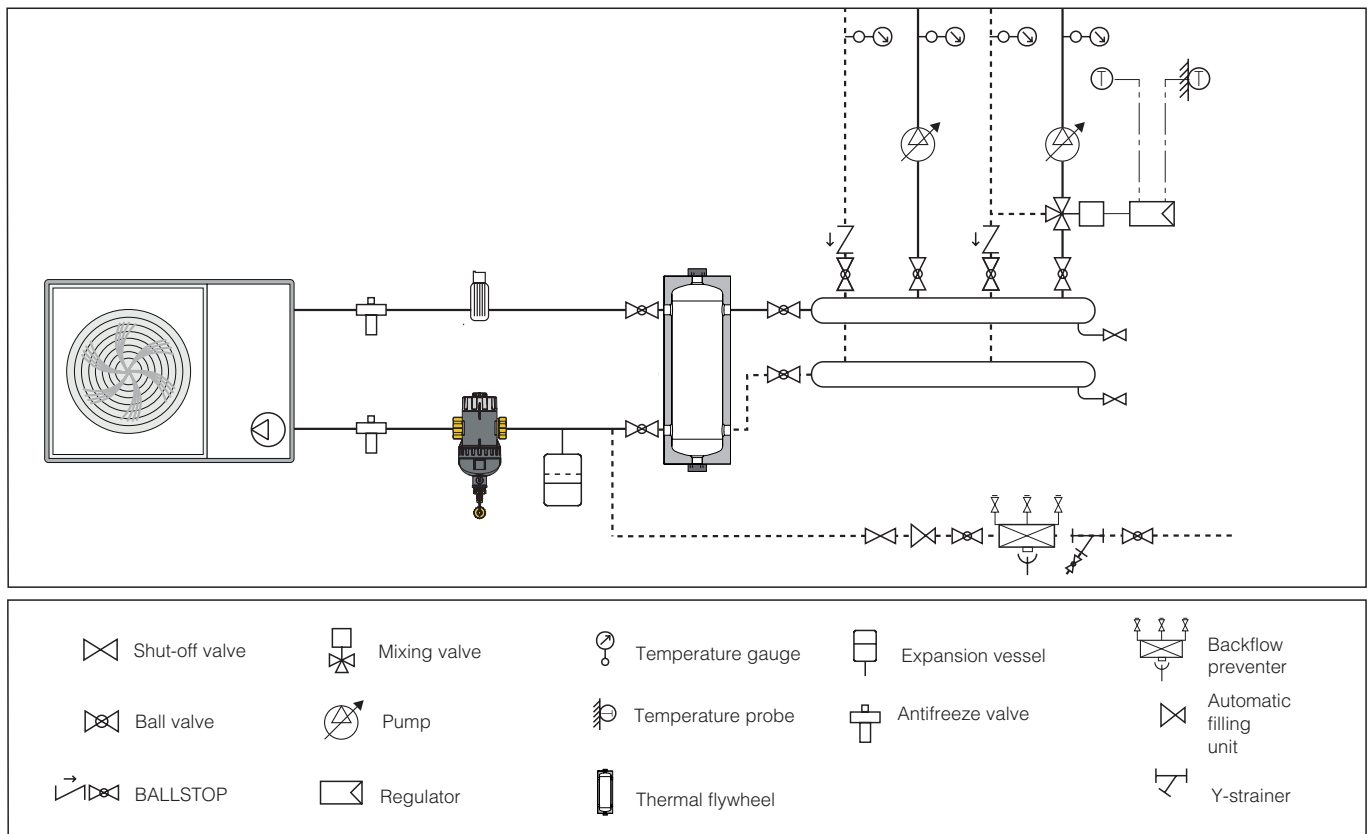 T
T
Shut-off valve
Mixing valve
Temperature gauge
Expansion vessel
Backflow
preventer
Ball valve
Pump
Temperature probe
Antifreeze valve
Automatic
filling
unit
BALLSTOP
Regulator
Thermal flywheel
Y-strainer